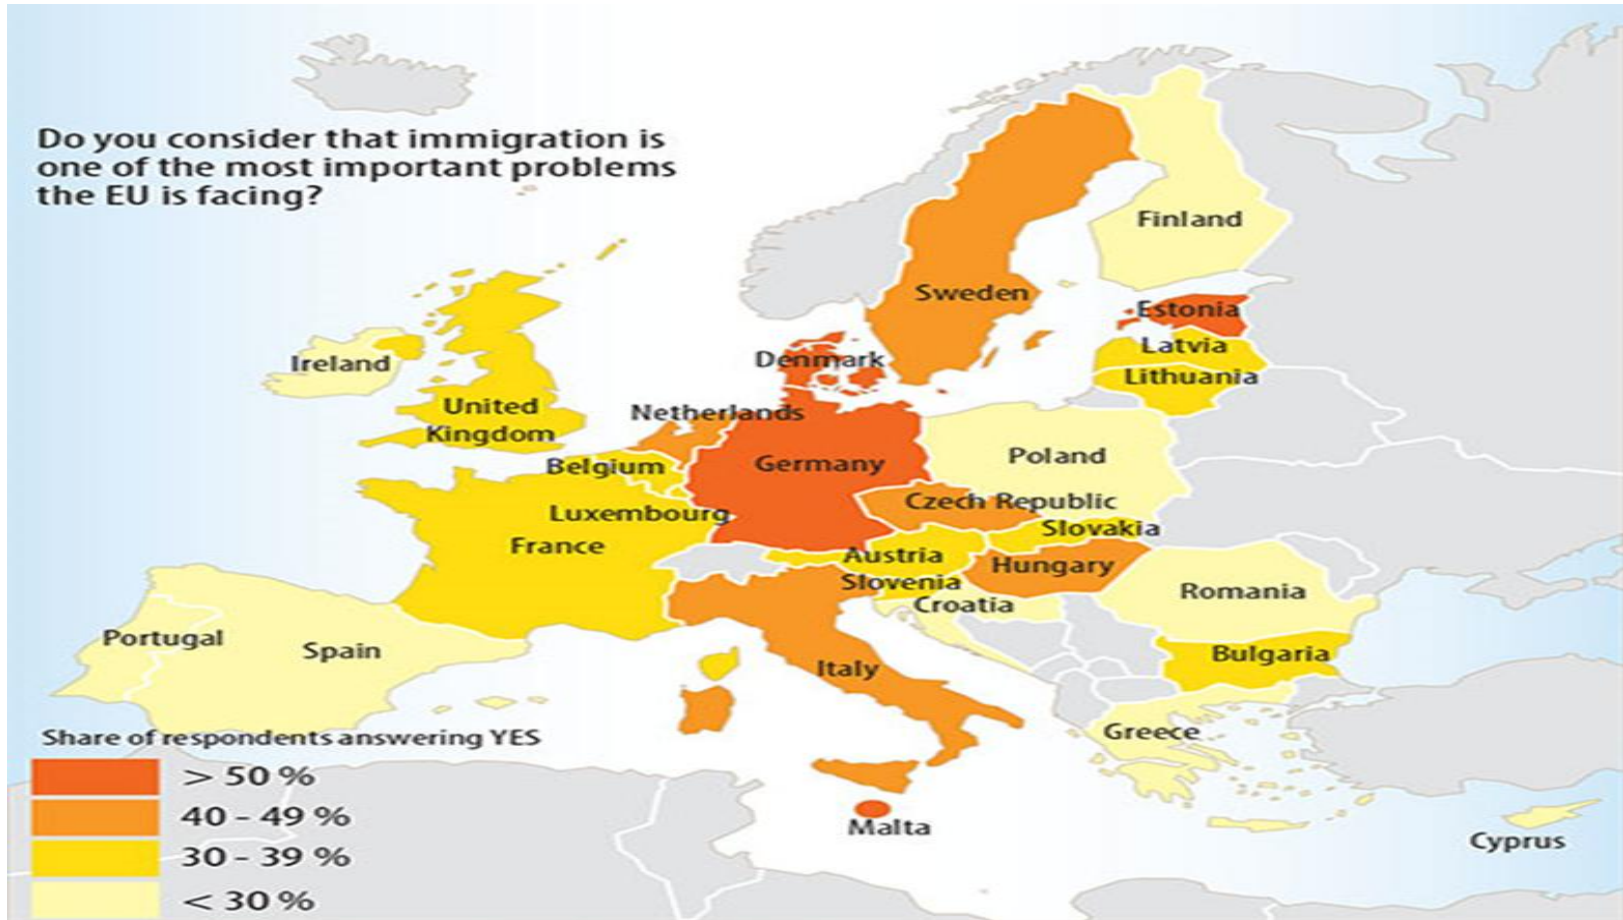 Do you consider that immigration is
one of the most important problems
the EU is facing?
Finland
Sweden
Estonia
Latvia
Lithuania
Denmark
Ireland
United
Kingdom
Netherlands
Belgium
Germany
Poland
Luxembourg
Czech Republic
Slovakia
France
Austria
Hungary
Slovenia
Croatia
Romania
Portugal
Spain
Italy
Bulgaria
Greece
Malta
Cyprus
Share of respondents answering YES
> 50 %
40 - 49 %
30 - 39 %
< 30 %